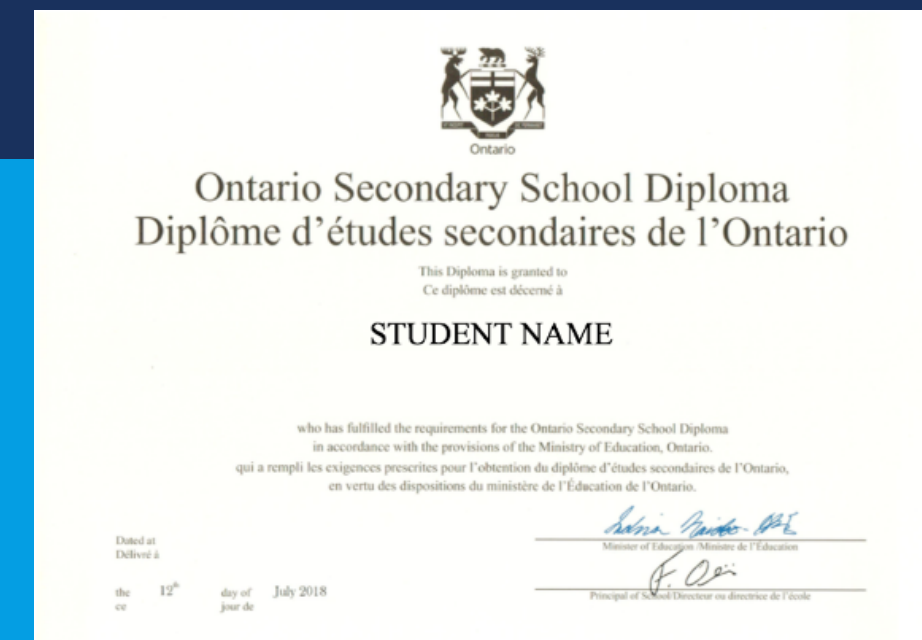 Ontario
Ontario Secondary School Diploma
Diplôme d'études secondaires de l'Ontario
This Diploma is granted to
Ce diplôme est décerné à
STUDENT NAME
who has fulfilled the requirements for the Ontario Secondary School Diploma
in accordance with the provisions of the Ministry of Education, Ontario.
qui a rempli les exigences prescrites pour l'obtention du diplôme d'études secondaires de l'Ontario,
en vertu des dispositions du ministère de l'Éducation de l'Ontario.
Dated at
Délivré à
Minister of Education /Ministre de l'Éducation
the 12th day of July 2018
ce jour de
Principal of School/Directeur ou directrice de l'école